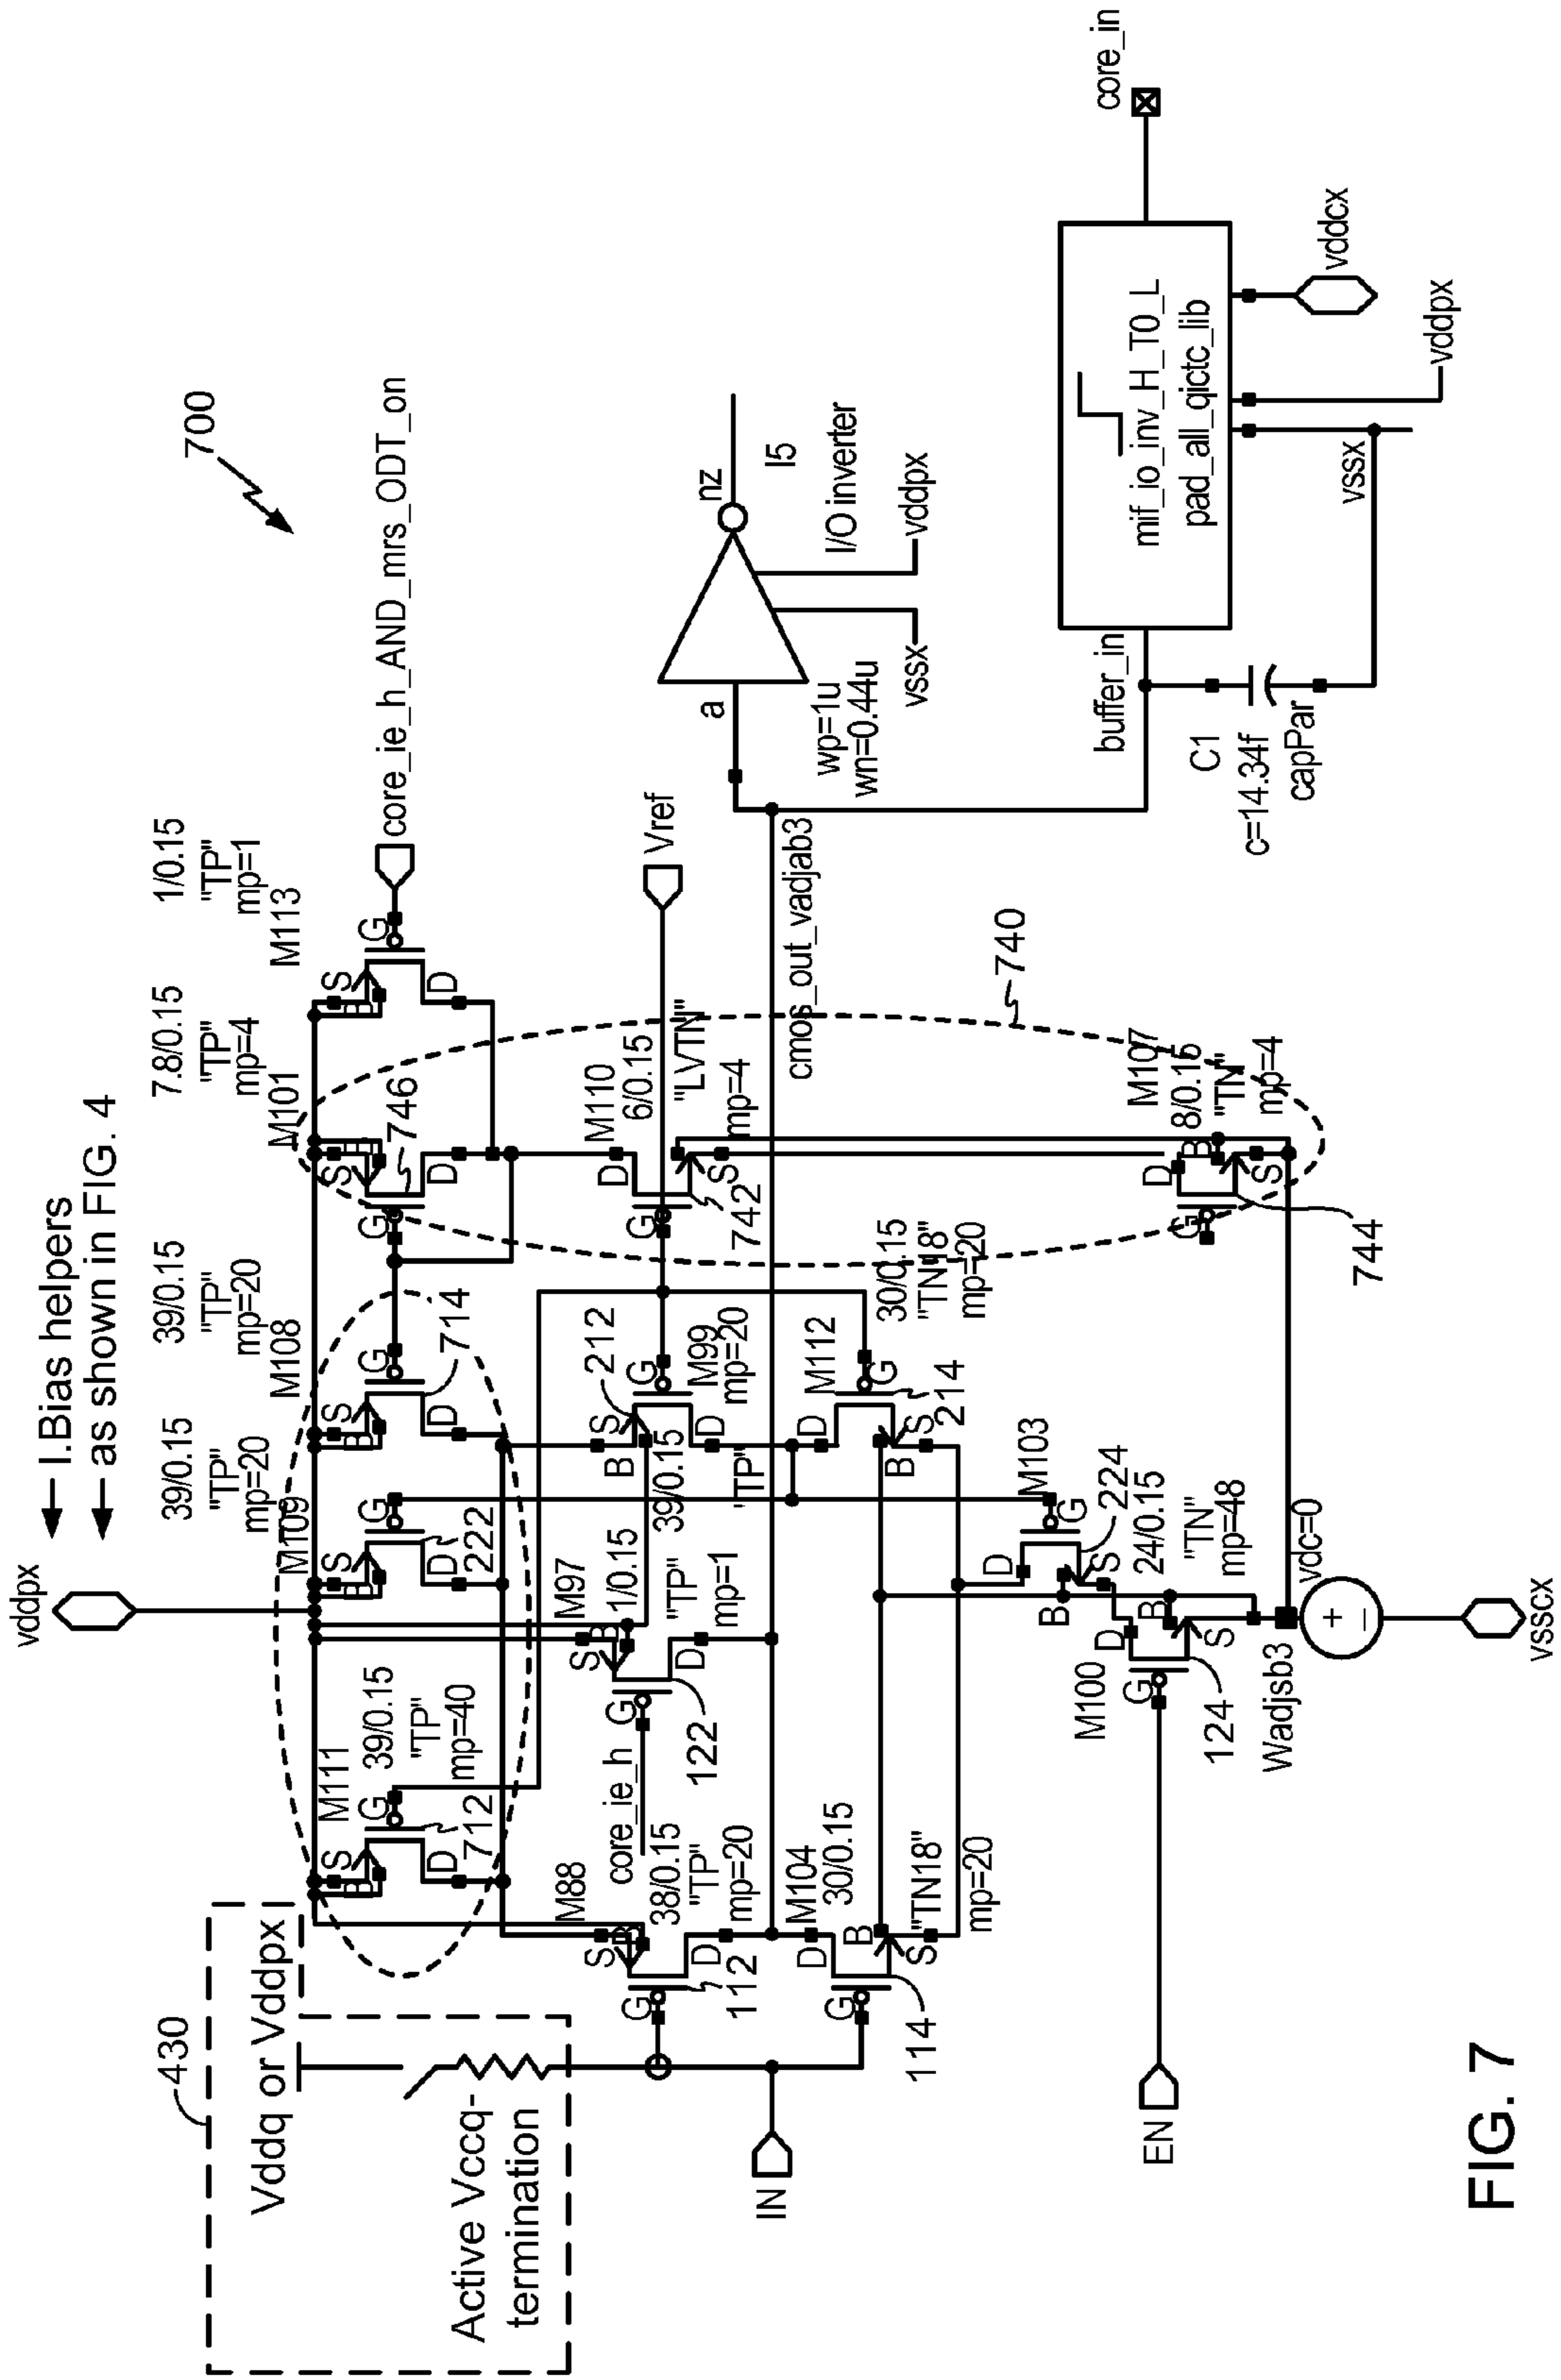 700
I.Bias helpers
as shown in FIG. 4
vddpx
430
Vddq or Vddpx
Active Vccq-
termination
M111
39/0.15
"TP"
mp=40
S
B
G
D
712
39/0.15
"TP"
mp=20
M109
S
B
G
D
222
39/0.15
"TP"
mp=20
M108
S
B
G
D
714
7.8/0.15
"TP"
mp=4
M101
S
B
G
D
746
1/0.15
"TP"
mp=1
M113
S
B
G
D
core_ie_h_AND_mrs_ODT_on
M88
38/0.15
"TP"
mp=20
S
B
G
D
112
core_ie_h
M97
1/0.15
"TP"
mp=1
S
B
G
D
122
212
M99
mp=20
39/0.15
"TP"
S
B
G
D
M110
6/0.15
"LVTN"
mp=4
D
G
S
742
Vref
IN
M104
30/0.15
"TN18"
mp=20
D
B
G
S
114
M112
30/0.15
"TN18"
mp=20
D
B
G
S
214
cmos_out_vadjab3
740
a
nz
I5
I/O inverter
wp=1u
wn=0.44u
vssx
vddpx
M103
24/0.15
"TN"
mp=48
D
G
B
S
224
EN
M100
D
B
G
S
124
Wadjsb3
vdc=0
+
-
vsscx
M107
8/0.15
"TN"
mp=4
D
B
G
S
744
buffer_in
C1
c=14.34f
capPar
mif_io_inv_H_T0_L
pad_all_qictc_lib
vssx
vddpx
vddcx
core_in
FIG. 7